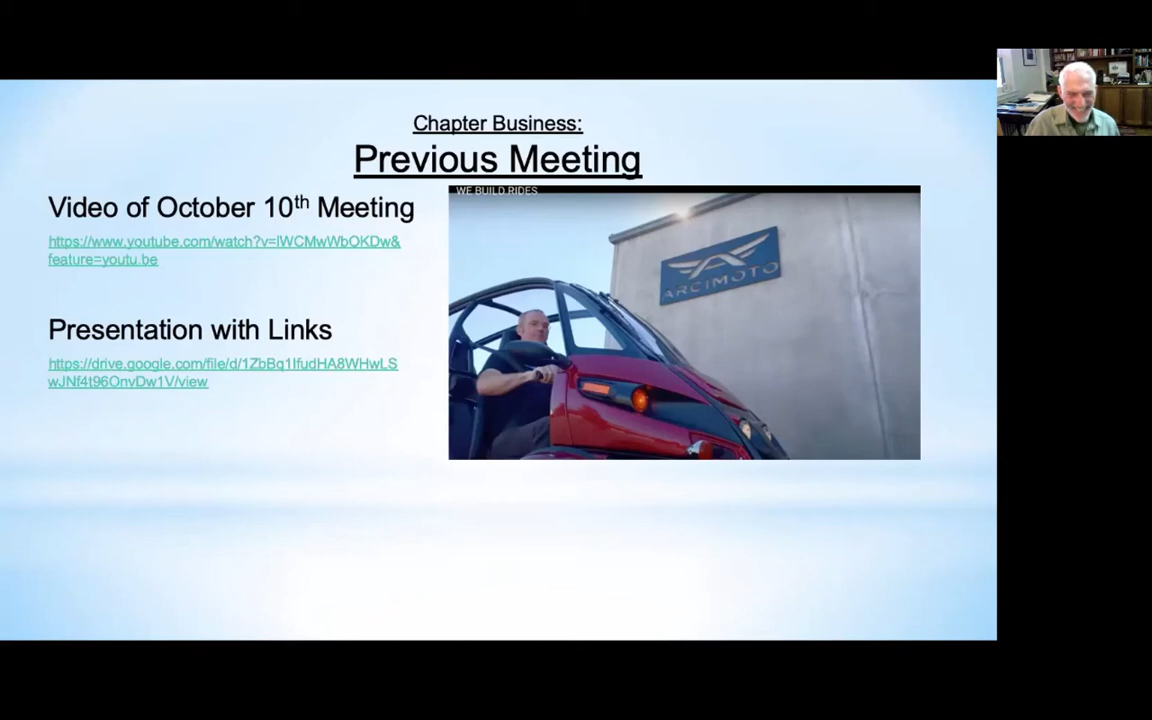 Chapter Business:
Previous Meeting
Video of October 10th Meeting
https://www.youtube.com/watch?v=lWCMwWbOKDw&
feature=youtu.be
Presentation with Links
https://drive.google.com/file/d/1ZbBq1IfudHA8WHwLS
wJNf4t96OnvDw1V/view
WE BUILD RIDES
ARCIMOTO